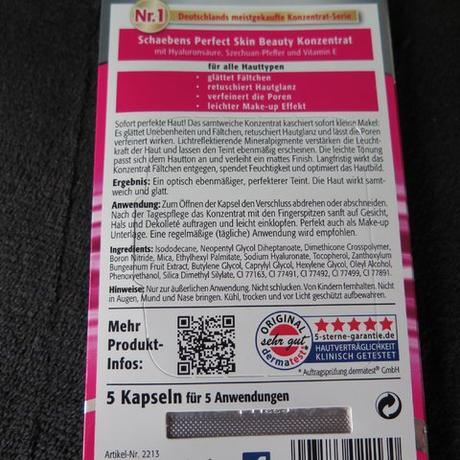 Nr.1 Deutschlands meistgekaufte Konzentrat-Serie
Schaebens Perfect Skin Beauty Konzentrat
mit Hyaluronsäure, Szechuan-Pfeffer und Vitamin E
für alle Hauttypen
• glättet Fältchen
• retuschiert Hautglanz
• verfeinert die Poren
• leichter Make-up Effekt
Sofort perfekte Haut! Das samtweiche Konzentrat kaschiert sofort kleine Makel:
Es glättet Unebenheiten und Fältchen, retuschiert Hautglanz und lässt die Poren
verfeinert wirken. Lichtreflektierende Mineralpigmente verstärken die Leucht-
kraft der Haut und lassen den Teint ebenmäßig erscheinen. Die leichte Tönung
passt sich dem Hautton an und verleiht ein mattes Finish. Langfristig wirkt das
Konzentrat Fältchen entgegen, spendet Feuchtigkeit und optimiert das Hautbild.
Ergebnis: Ein optisch ebenmäßiger, perfekterer Teint. Die Haut wirkt samt-
weich und glatt.
Anwendung: Zum Öffnen der Kapsel den Verschluss abdrehen oder abschneiden.
Nach der Tagespflege das Konzentrat mit den Fingerspitzen sanft auf Gesicht,
Hals und Dekolleté auftragen und leicht einklopfen. Perfekt auch als Make-up
Unterlage. Eine regelmäßige (tägliche) Anwendung wird empfohlen.
Ingredients: Isododecane, Neopentyl Glycol Diheptanoate, Dimethicone Crosspolymer,
Boron Nitride, Mica, Ethylhexyl Palmitate, Sodium Hyaluronate, Tocopherol, Zanthoxylum
Bungeanum Fruit Extract, Butylene Glycol, Caprylyl Glycol, Hexylene Glycol, Oleyl Alcohol,
Phenoxyethanol, Silica Dimethyl Silylate, CI 77163, CI 77491, CI 77492, CI 77499, CI 77891.
Hinweise: Nur zur äußerlichen Anwendung. Nicht schlucken. Von Kindern fernhalten. Nicht
in Augen, Mund und Nase bringen. Kühl, trocken und vor Licht geschützt aufbewahren.
Mehr
Produkt-
Infos:
ORIGINAL
sehr gut
dermatest
5-sterne-garantie.de
HAUTVERTRÄGLICHKEIT
KLINISCH GETESTET
* Auftragsprüfung dermatest® GmbH
5 Kapseln für 5 Anwendungen
Artikel-Nr. 2213